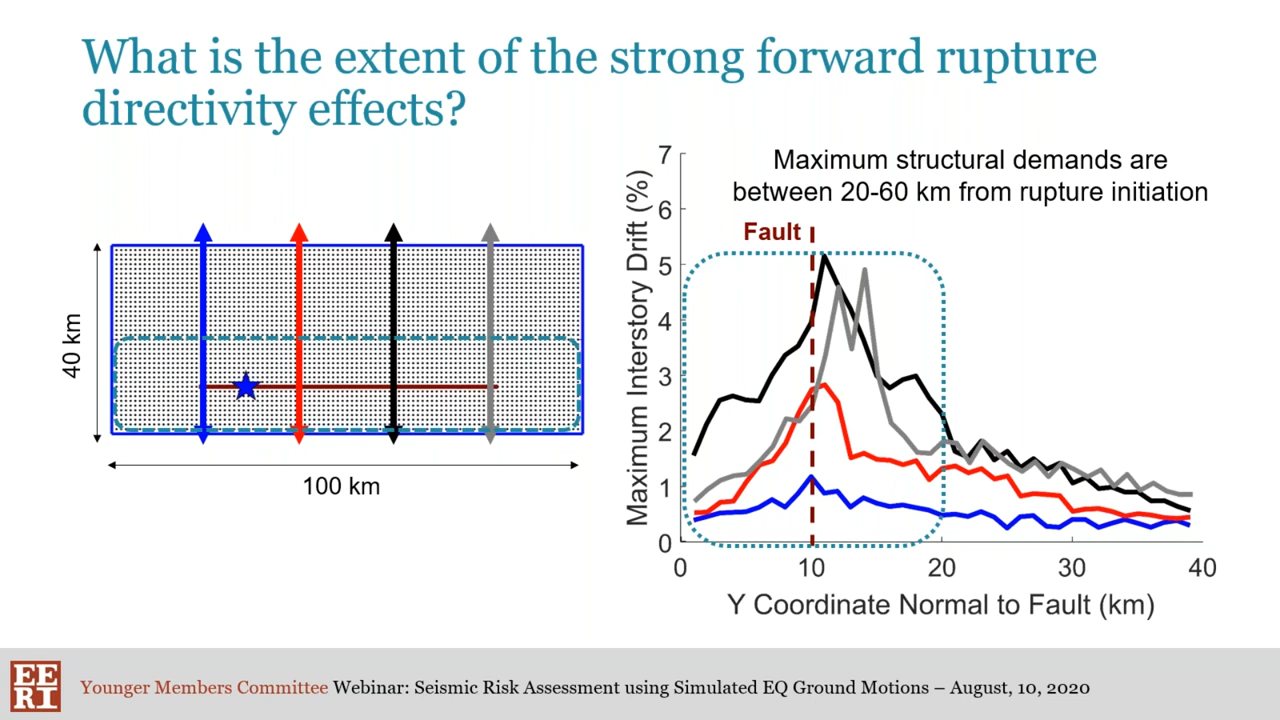 What is the extent of the strong forward rupture
directivity effects?
40 km
100 km
Maximum structural demands are
between 20-60 km from rupture initiation
Fault
Maximum Interstory Drift (%)
7
6
5
4
3
2
1
0
0 10 20 30 40
Y Coordinate Normal to Fault (km)
EE
RI
Younger Members Committee Webinar: Seismic Risk Assessment using Simulated EQ Ground Motions – August, 10, 2020